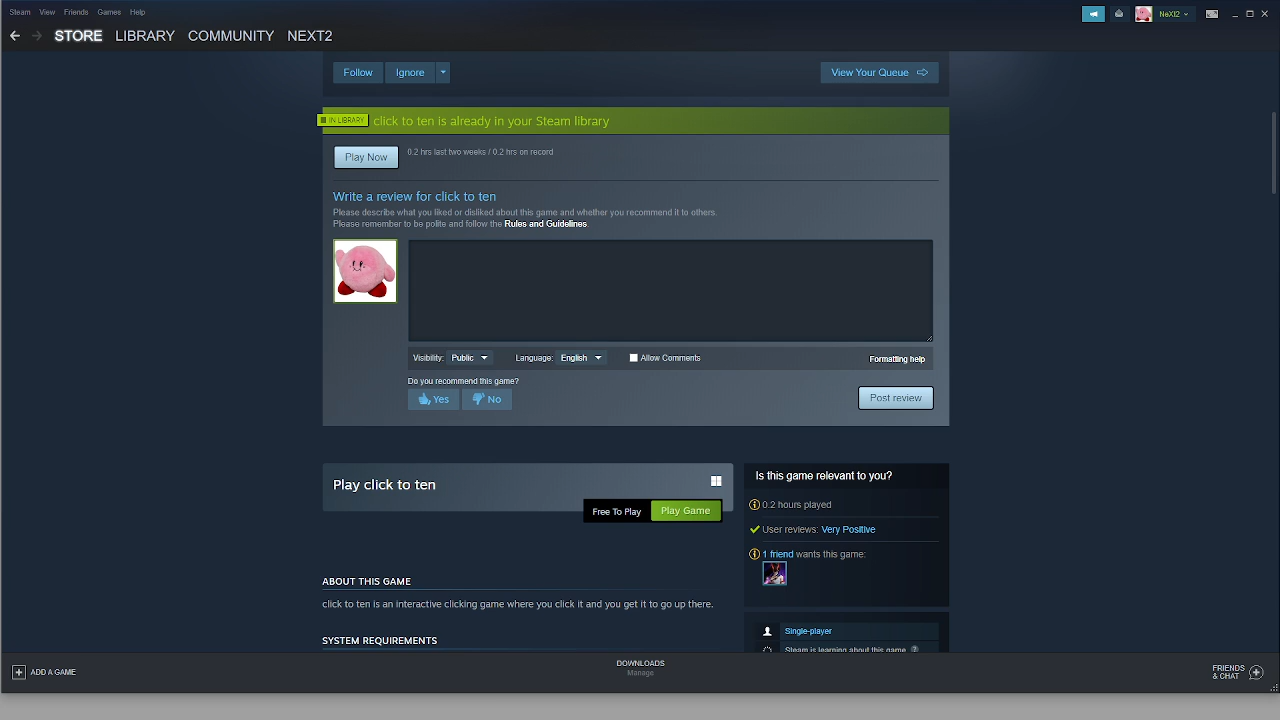 Steam View Friends Games Help
NeXt2
STORE LIBRARY COMMUNITY NEXT2
Follow Ignore View Your Queue
IN LIBRARY click to ten is already in your Steam library
Play Now 0.2 hrs last two weeks / 0.2 hrs on record
Write a review for click to ten
Please describe what you liked or disliked about this game and whether you recommend it to others.
Please remember to be polite and follow the Rules and Guidelines.
Visibility: Public Language: English Allow Comments Formatting help
Do you recommend this game?
Yes No Post review
Play click to ten
Free To Play Play Game
Is this game relevant to you?
0.2 hours played
User reviews: Very Positive
1 friend wants this game:
ABOUT THIS GAME
click to ten is an interactive clicking game where you click it and you get it to go up there.
SYSTEM REQUIREMENTS
Single-player
Steam is learning about this game ?
ADD A GAME
DOWNLOADS
Manage
FRIENDS
& CHAT